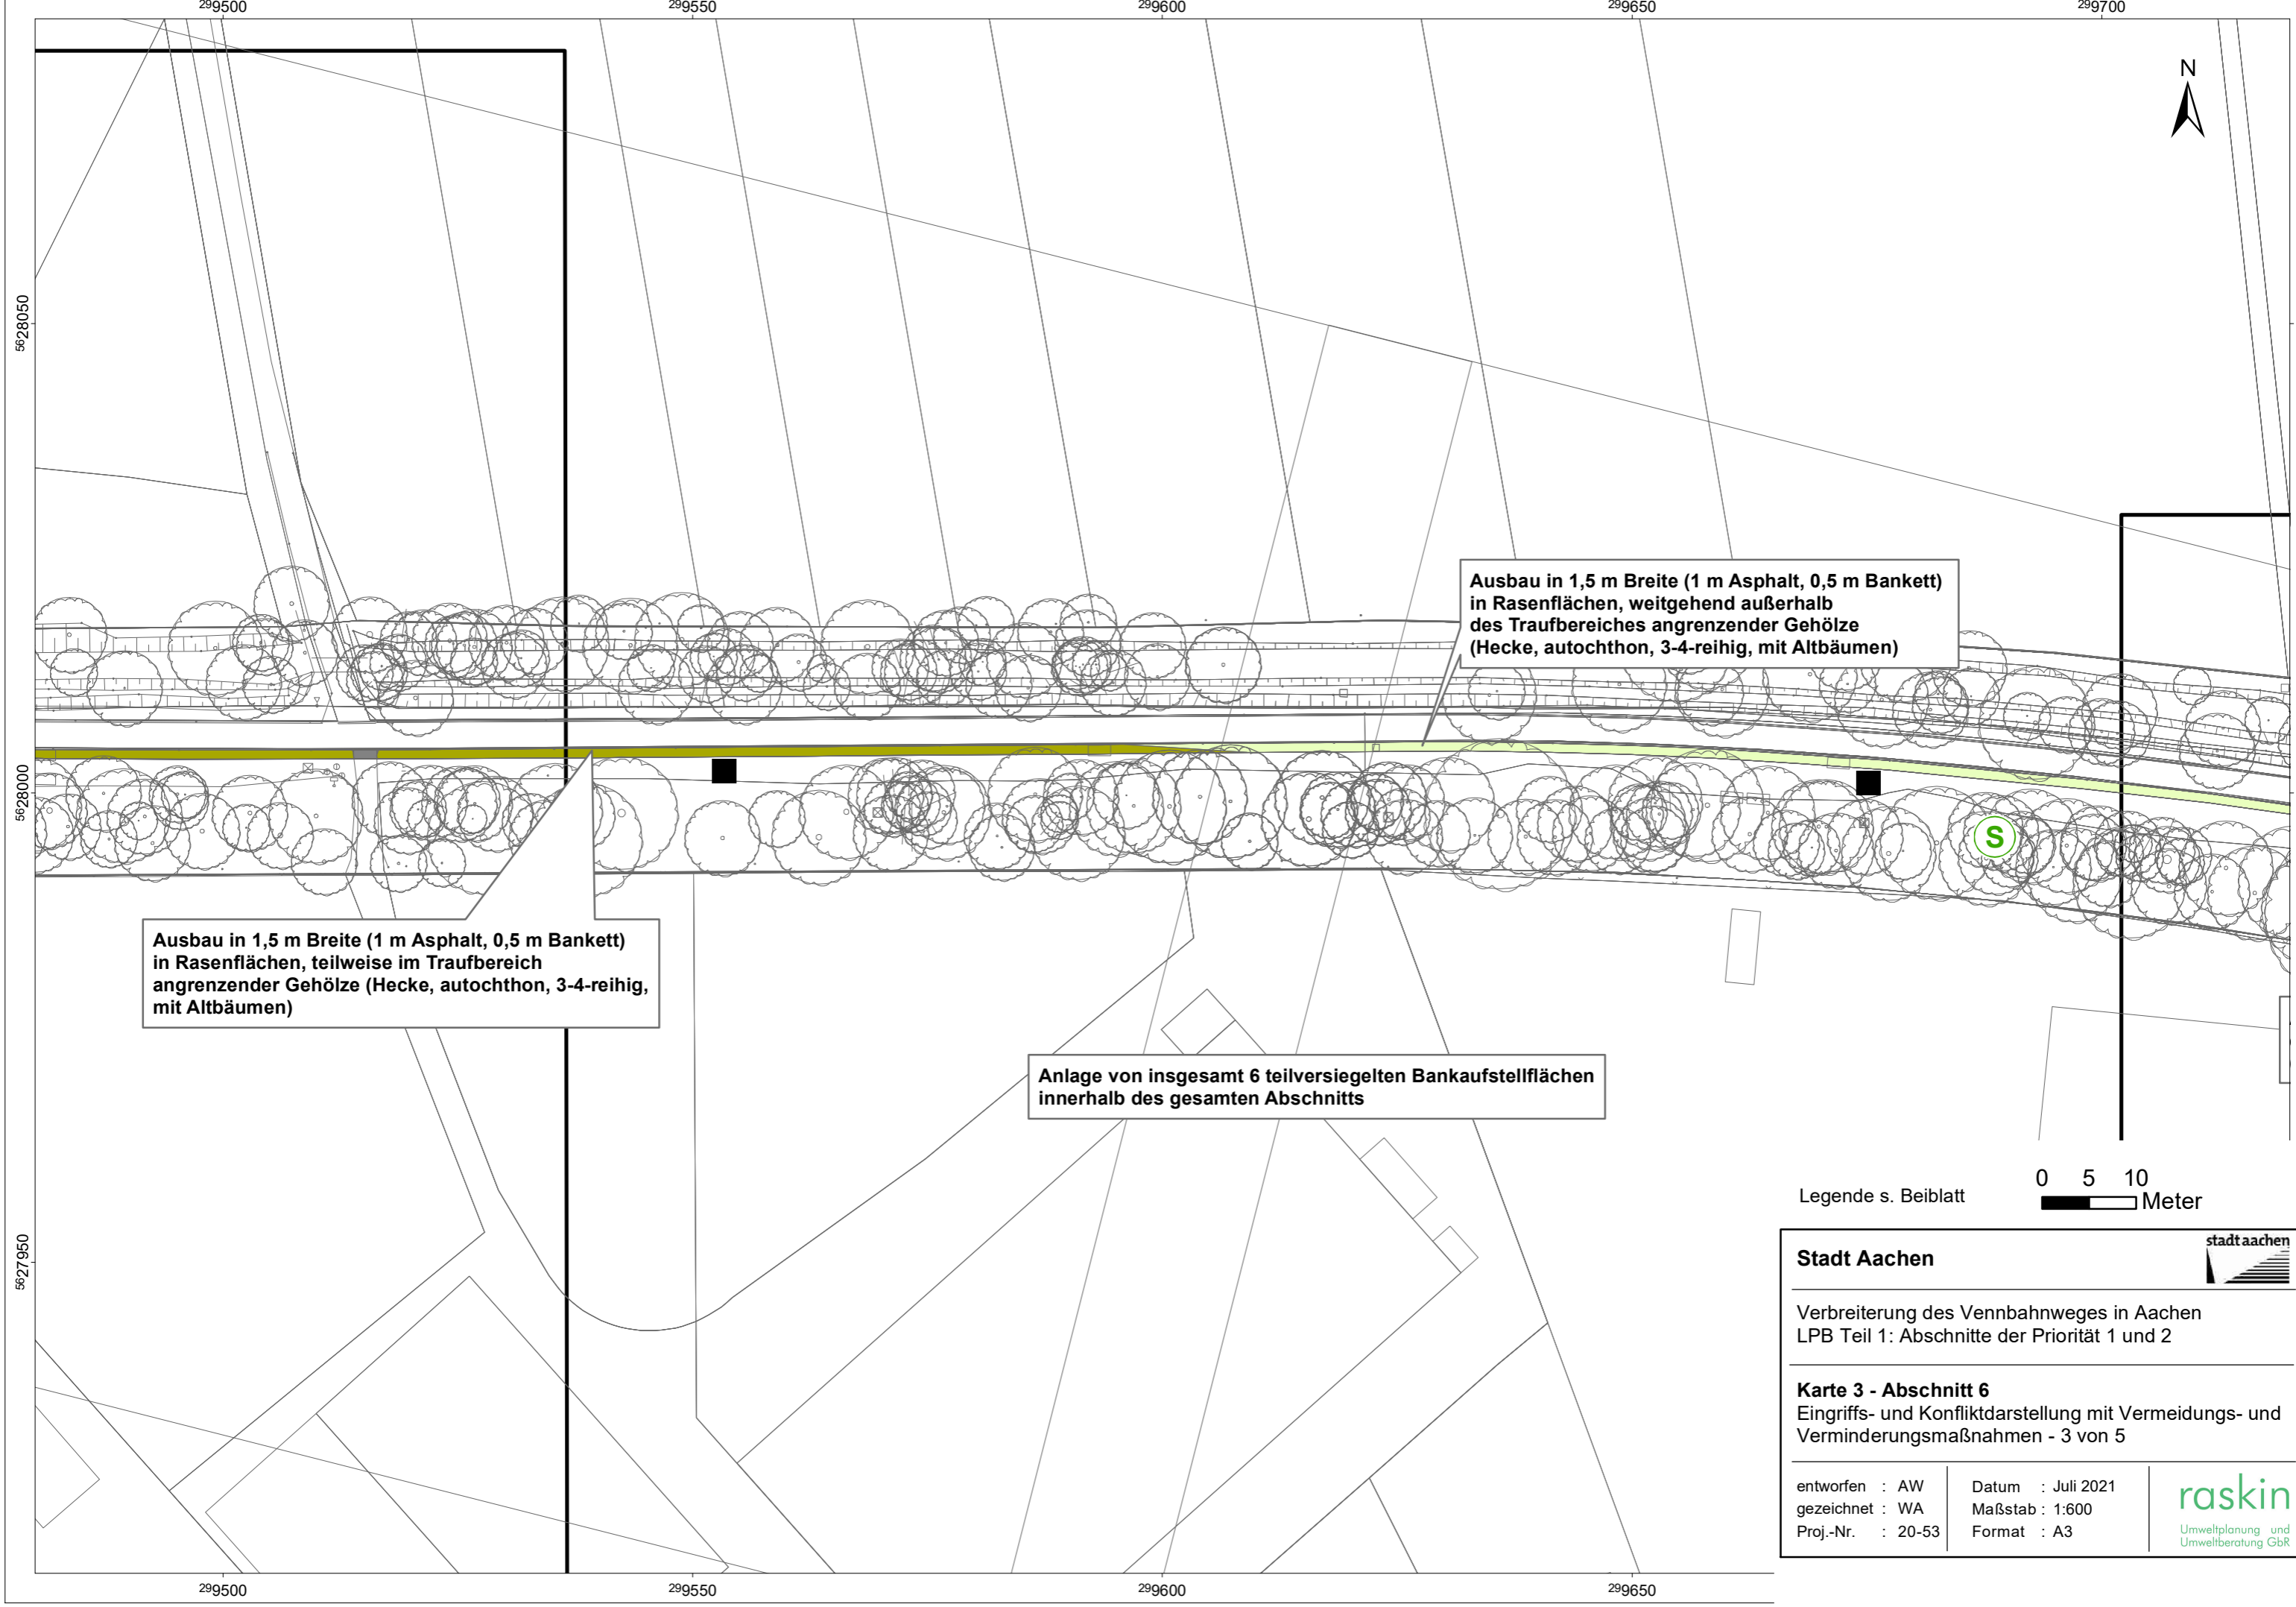 299500
299550
299600
299650
299700
N
5628050
5628000
5627950
Ausbau in 1,5 m Breite (1 m Asphalt, 0,5 m Bankett)
in Rasenflächen, weitgehend außerhalb
des Traufbereiches angrenzender Gehölze
(Hecke, autochthon, 3-4-reihig, mit Altbäumen)
S
Ausbau in 1,5 m Breite (1 m Asphalt, 0,5 m Bankett)
in Rasenflächen, teilweise im Traufbereich
angrenzender Gehölze (Hecke, autochthon, 3-4-reihig,
mit Altbäumen)
Anlage von insgesamt 6 teilversiegelten Bankaufstellflächen
innerhalb des gesamten Abschnitts
Legende s. Beiblatt
0 5 10
Meter
Stadt Aachen
stadt aachen
Verbreiterung des Vennbahnweges in Aachen
LPB Teil 1: Abschnitte der Priorität 1 und 2
Karte 3 - Abschnitt 6
Eingriffs- und Konfliktdarstellung mit Vermeidungs- und
Verminderungsmaßnahmen - 3 von 5
entworfen : AW
gezeichnet : WA
Proj.-Nr. : 20-53
Datum : Juli 2021
Maßstab : 1:600
Format : A3
raskin
Umweltplanung und
Umweltberatung GbR
299500
299550
299600
299650